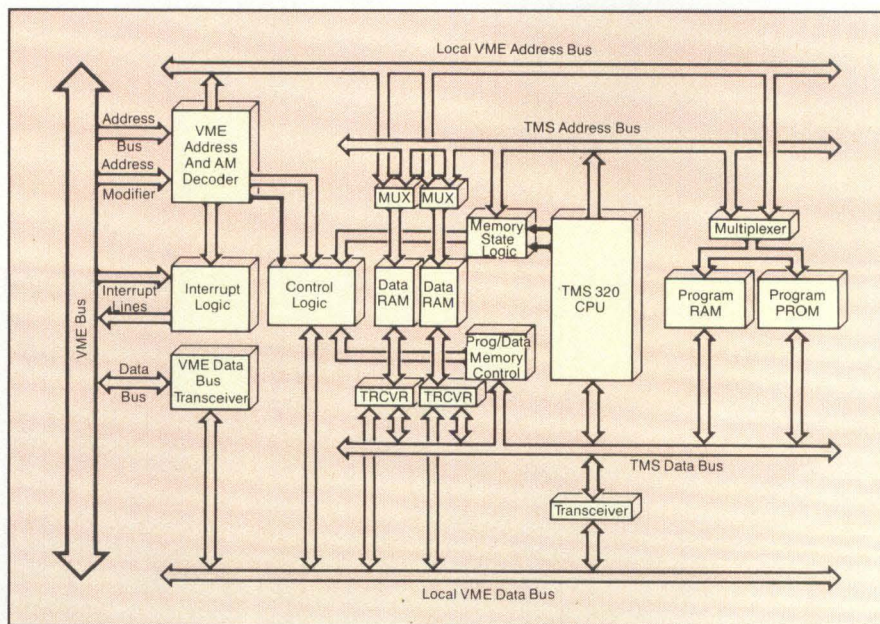 Local VME Address Bus
TMS Address Bus
VME Bus
Address
Bus
Address
Modifier
VME
Address
And AM
Decoder
MUX
MUX
Memory
State
Logic
TMS 320
CPU
Multiplexer
Interrupt
Lines
Interrupt
Logic
Control
Logic
Data
RAM
Data
RAM
Program
RAM
Program
PROM
Prog/Data
Memory
Control
Data
Bus
VME Data
Bus
Transceiver
TRCVR
TRCVR
TMS Data Bus
Transceiver
Local VME Data Bus